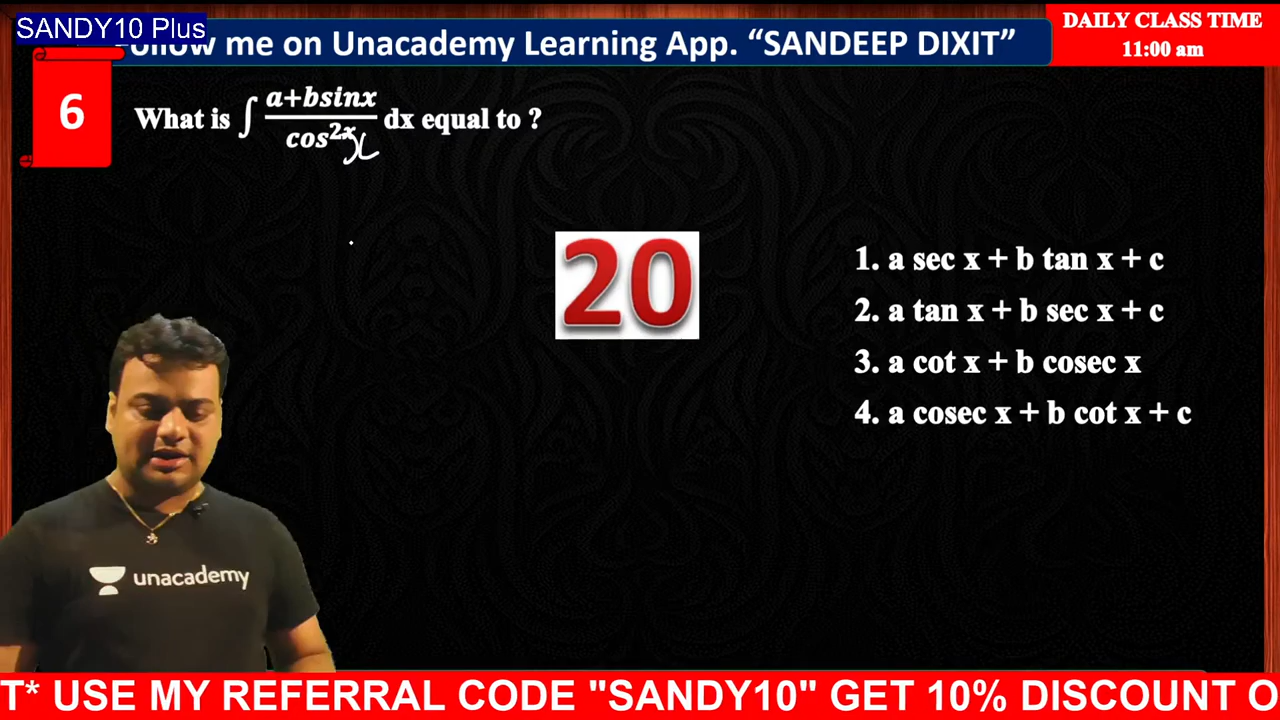 SANDY10 Plus
Follow me on Unacademy Learning App. “SANDEEP DIXIT”
DAILY CLASS TIME
11:00 am
6
What is ∫ (a+bsinx)/(cos²ˣ x) dx equal to ?
20
1. a sec x + b tan x + c
2. a tan x + b sec x + c
3. a cot x + b cosec x
4. a cosec x + b cot x + c
unacademy
T* USE MY REFERRAL CODE "SANDY10" GET 10% DISCOUNT O